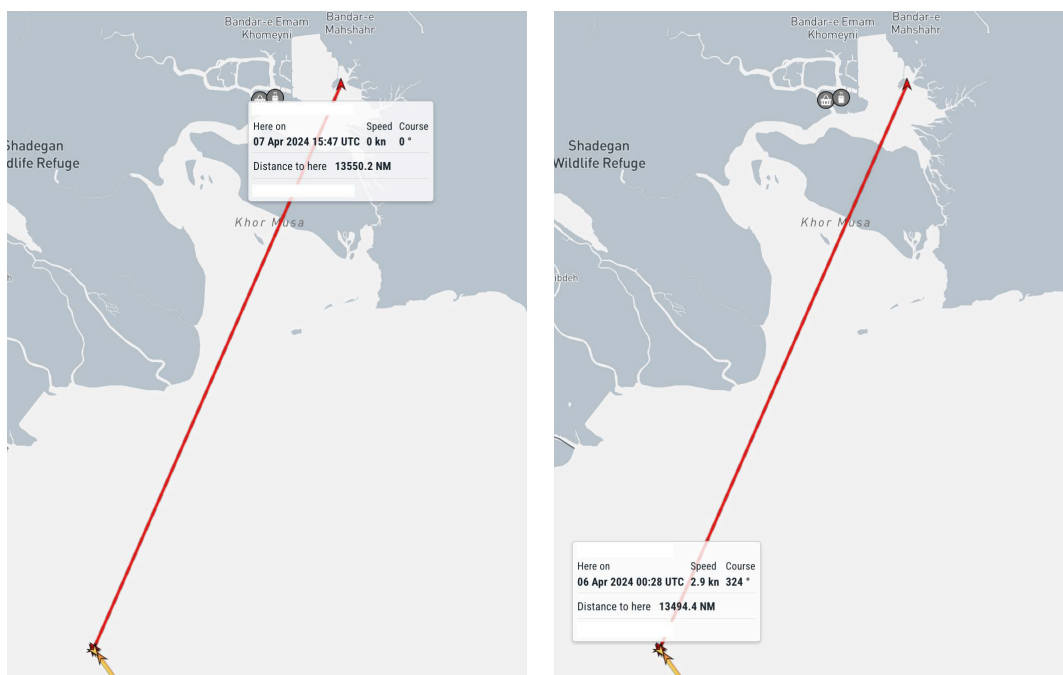 Bandar-e Emam
Khomeyni
Bandar-e
Mahshahr
Here on Speed Course
07 Apr 2024 15:47 UTC 0 kn 0 °
Distance to here 13550.2 NM
Shadegan
dlife Refuge
Khor Musa
h
Bandar-e Emam
Khomeyni
Bandar-e
Mahshahr
Shadegan
Wildlife Refuge
Khor Musa
ibdeh
Here on Speed Course
06 Apr 2024 00:28 UTC 2.9 kn 324 °
Distance to here 13494.4 NM